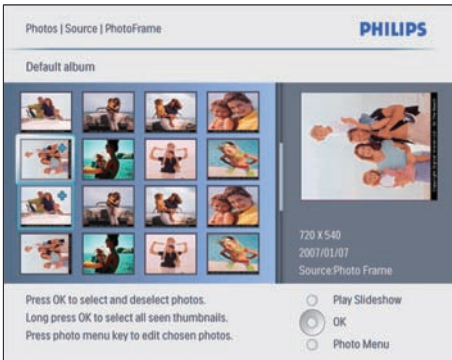 Photos | Source | PhotoFrame
PHILIPS
Default album
720 X 540
2007/01/07
Source:Photo Frame
Press OK to select and deselect photos.
Long press OK to select all seen thumbnails.
Press photo menu key to edit chosen photos.
Play Slideshow
OK
Photo Menu